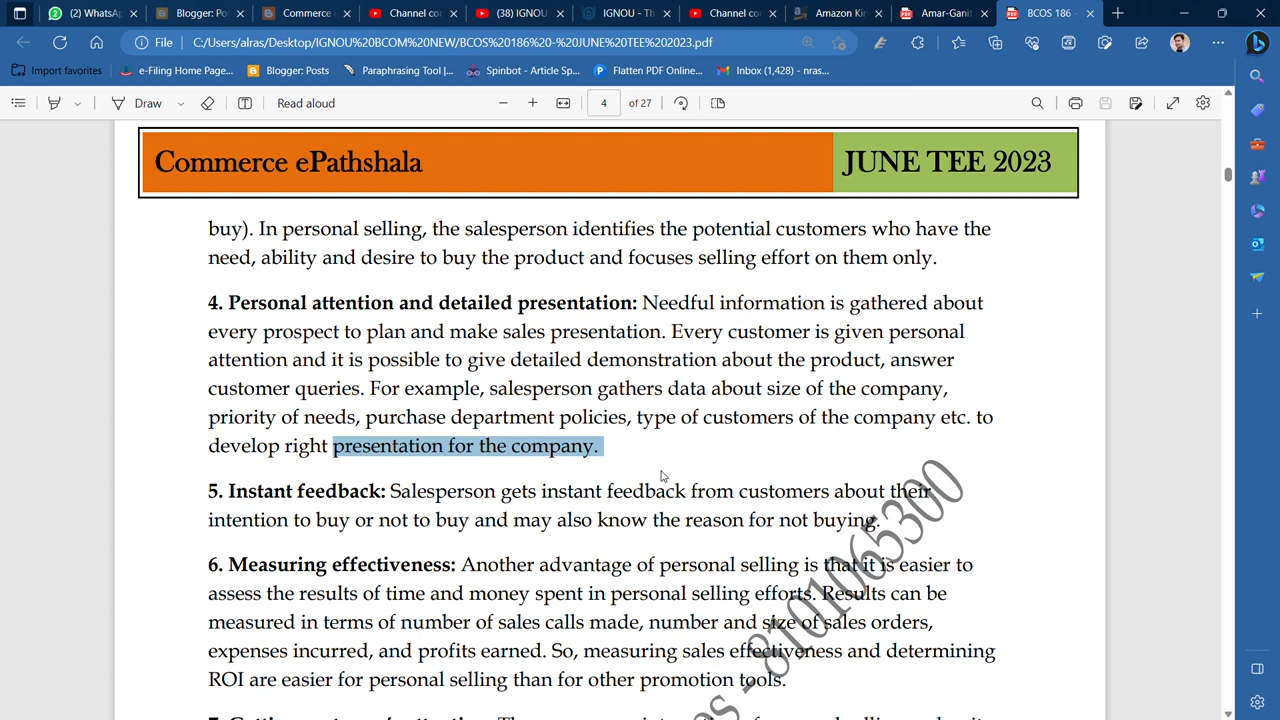 WhatsA
Blogger: Po
Commerce
Channel co
(38) IGNOU
IGNOU - Th
Channel co
Amazon Ki
Amar-Ganit
BCOS 186 -
File
C:/Users/alras/Desktop/IGNOU%20BCOM%20NEW/BCOS%20186%20-%20JUNE%20TEE%202023.pdf
Import favorites
e-Filing Home Page...
Blogger: Posts
Paraphrasing Tool |...
Spinbot - Article Sp...
Flatten PDF Online...
Inbox (1,428) - nras...
Draw
Read aloud
4 of 27
Commerce ePathshala
JUNE TEE 2023
buy). In personal selling, the salesperson identifies the potential customers who have the
need, ability and desire to buy the product and focuses selling effort on them only.
4. Personal attention and detailed presentation: Needful information is gathered about
every prospect to plan and make sales presentation. Every customer is given personal
attention and it is possible to give detailed demonstration about the product, answer
customer queries. For example, salesperson gathers data about size of the company,
priority of needs, purchase department policies, type of customers of the company etc. to
develop right presentation for the company.
5. Instant feedback: Salesperson gets instant feedback from customers about their
intention to buy or not to buy and may also know the reason for not buying.
6. Measuring effectiveness: Another advantage of personal selling is that it is easier to
assess the results of time and money spent in personal selling efforts. Results can be
measured in terms of number of sales calls made, number and size of sales orders,
expenses incurred, and profits earned. So, measuring sales effectiveness and determining
ROI are easier for personal selling than for other promotion tools.
es - 8101065300